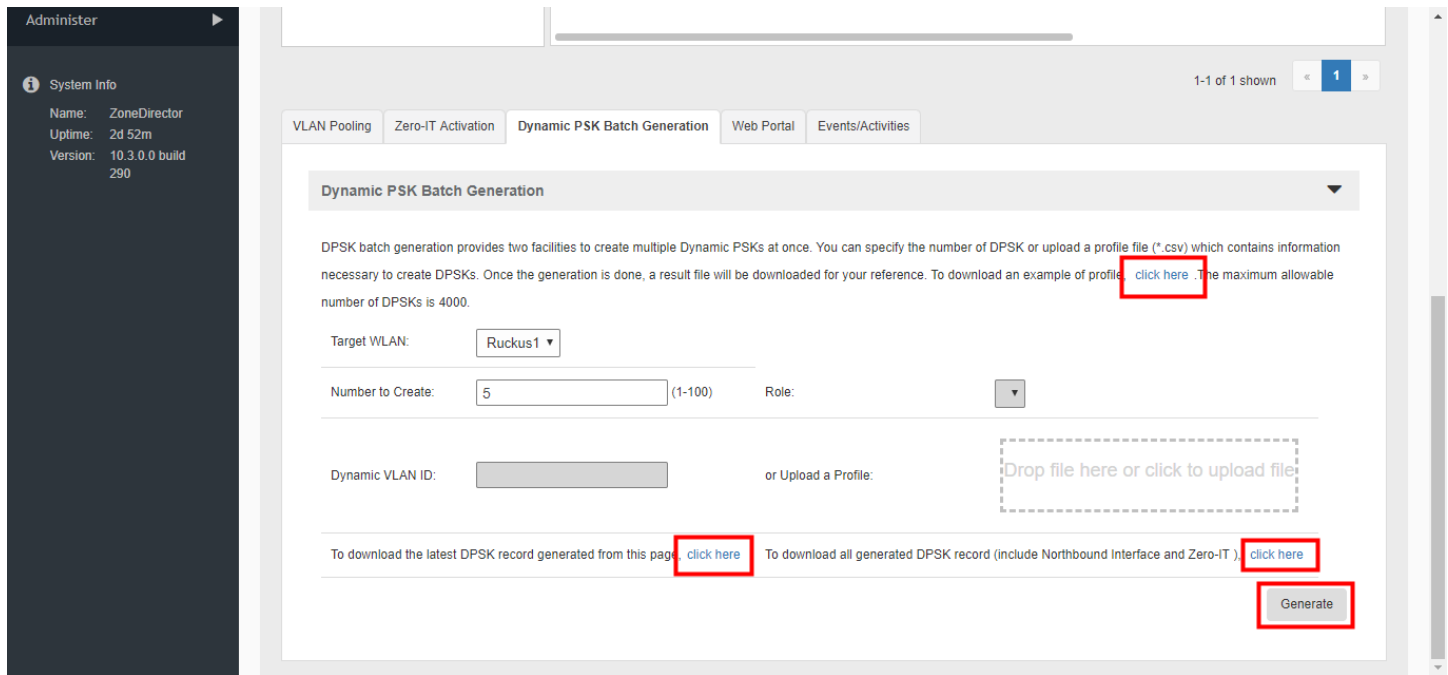 Administer
System Info
Name: ZoneDirector
Uptime: 2d 52m
Version: 10.3.0.0 build
290
1-1 of 1 shown « 1 »
VLAN Pooling Zero-IT Activation Dynamic PSK Batch Generation Web Portal Events/Activities
Dynamic PSK Batch Generation
DPSK batch generation provides two facilities to create multiple Dynamic PSKs at once. You can specify the number of DPSK or upload a profile file (*.csv) which contains information
necessary to create DPSKs. Once the generation is done, a result file will be downloaded for your reference. To download an example of profile, click here .The maximum allowable
number of DPSKs is 4000.
Target WLAN: Ruckus1
Number to Create: 5 (1-100) Role:
Dynamic VLAN ID: or Upload a Profile: Drop file here or click to upload file
To download the latest DPSK record generated from this page, click here To download all generated DPSK record (include Northbound Interface and Zero-IT ), click here
Generate